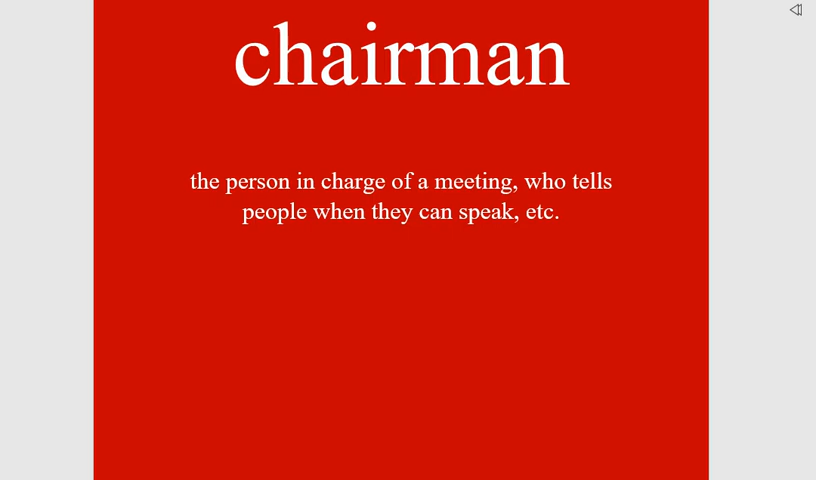 chairman
the person in charge of a meeting, who tells
people when they can speak, etc.